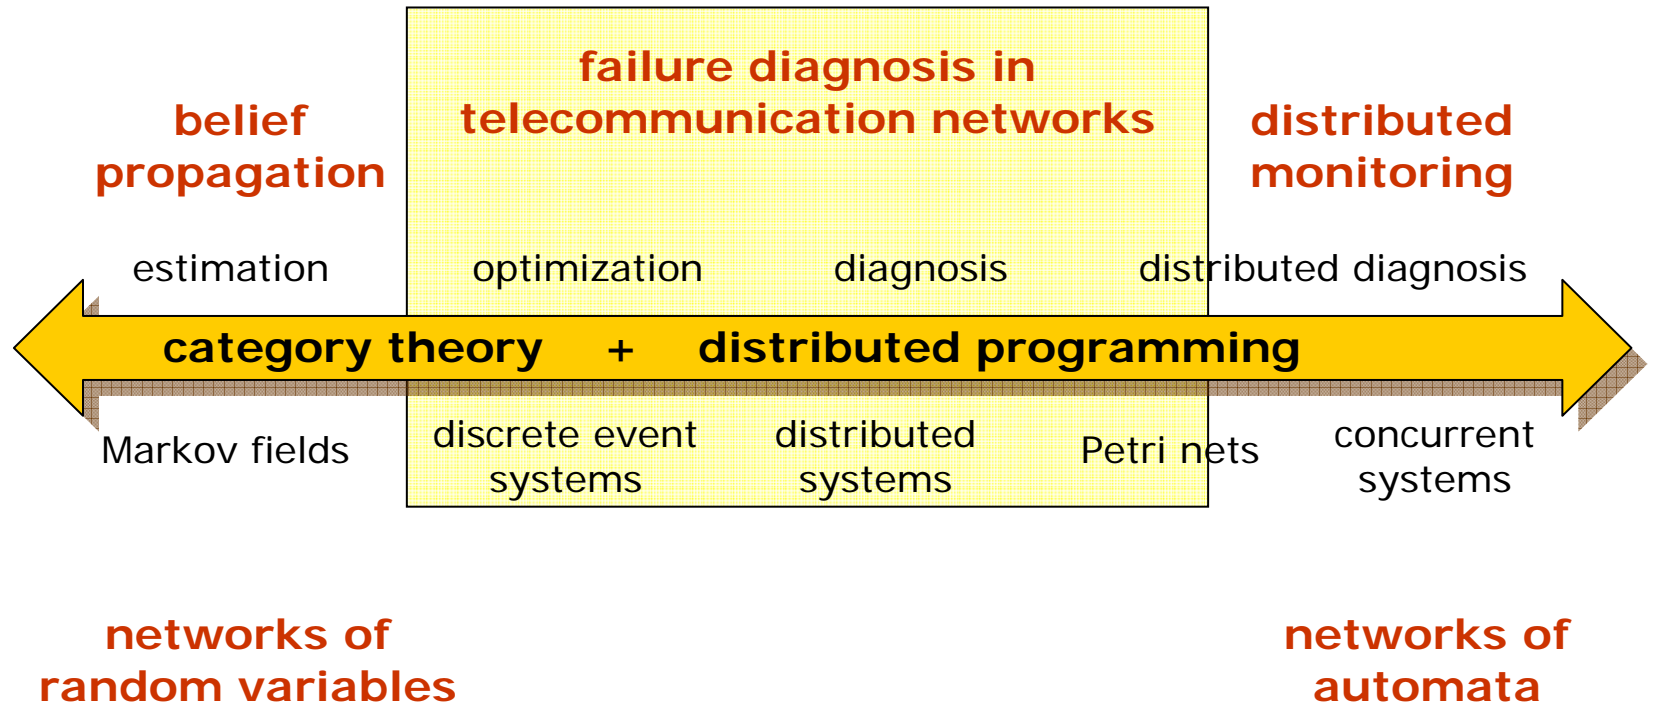 failure diagnosis in
telecommunication networks
belief
propagation
distributed
monitoring
estimation
optimization
diagnosis
distributed diagnosis
category theory + distributed programming
Markov fields
discrete event
systems
distributed
systems
Petri nets
concurrent
systems
networks of
random variables
networks of
automata